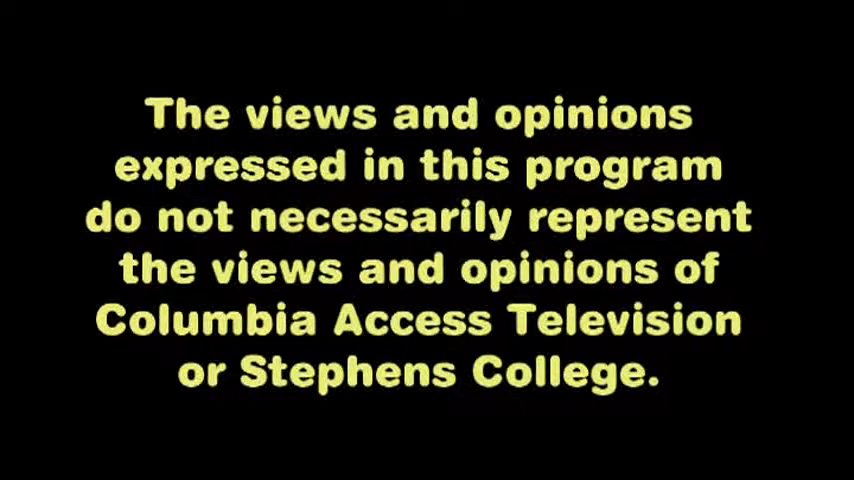 The views and opinions
expressed in this program
do not necessarily represent
the views and opinions of
Columbia Access Television
or Stephens College.